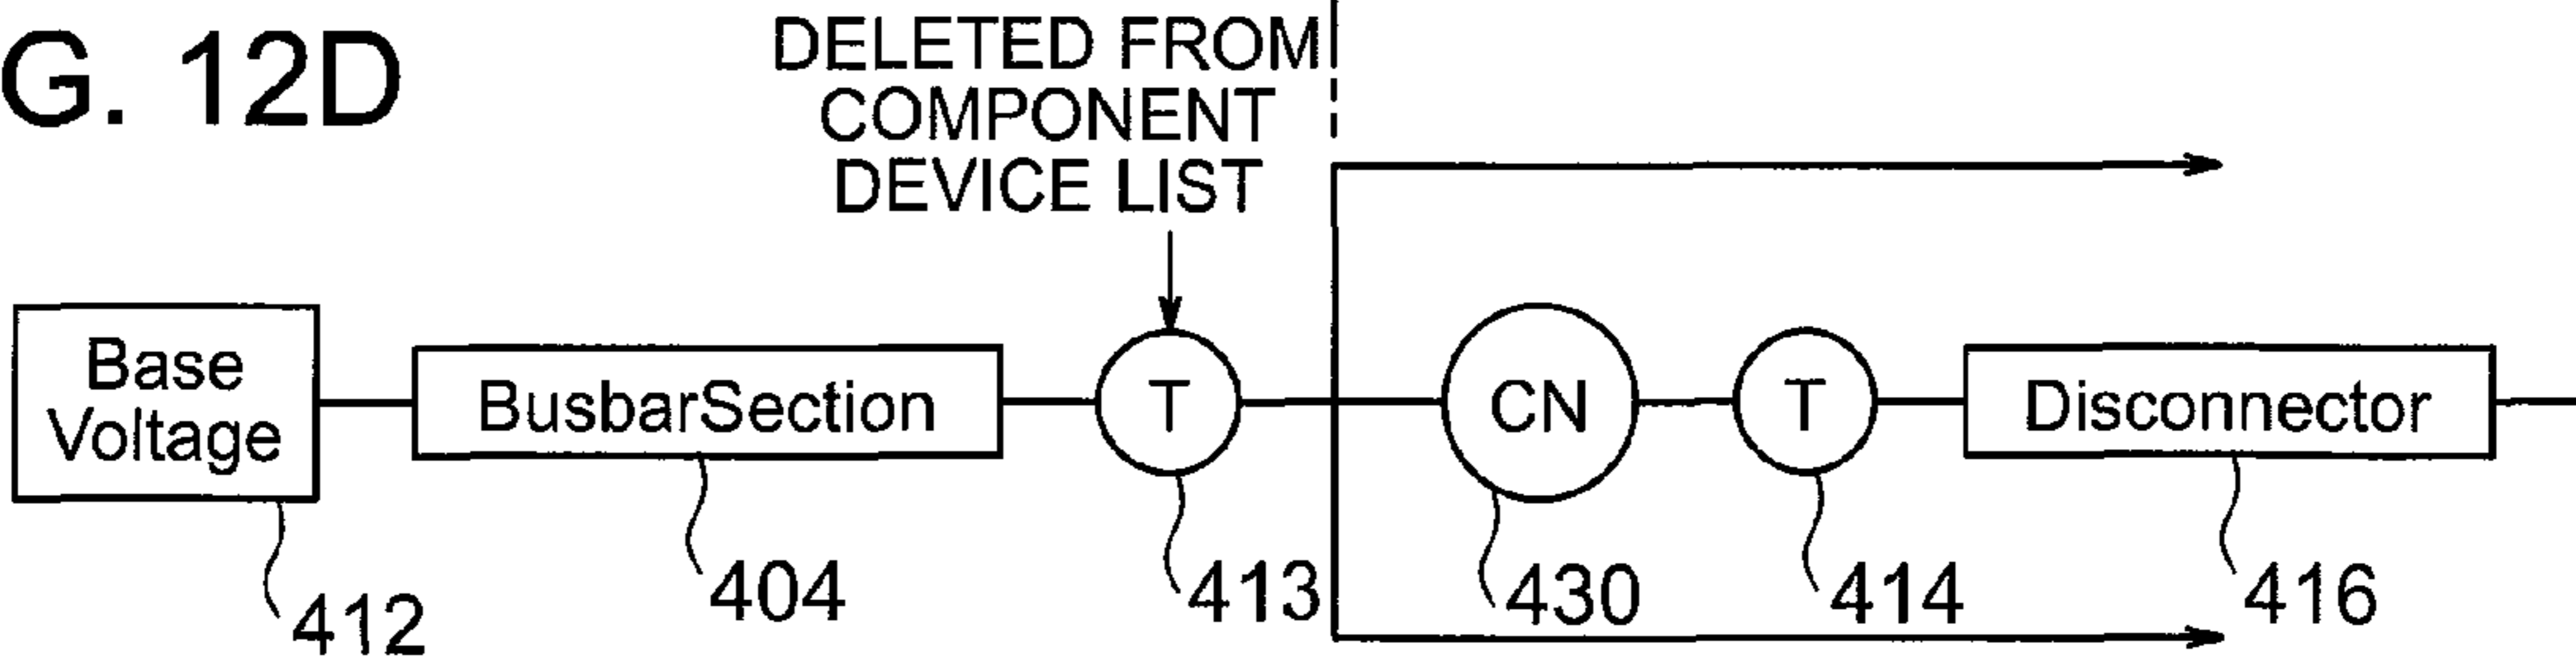 G. 12D
DELETED FROM
COMPONENT
DEVICE LIST
Base
Voltage
BusbarSection
T
CN
T
Disconnector
412
404
413
430
414
416